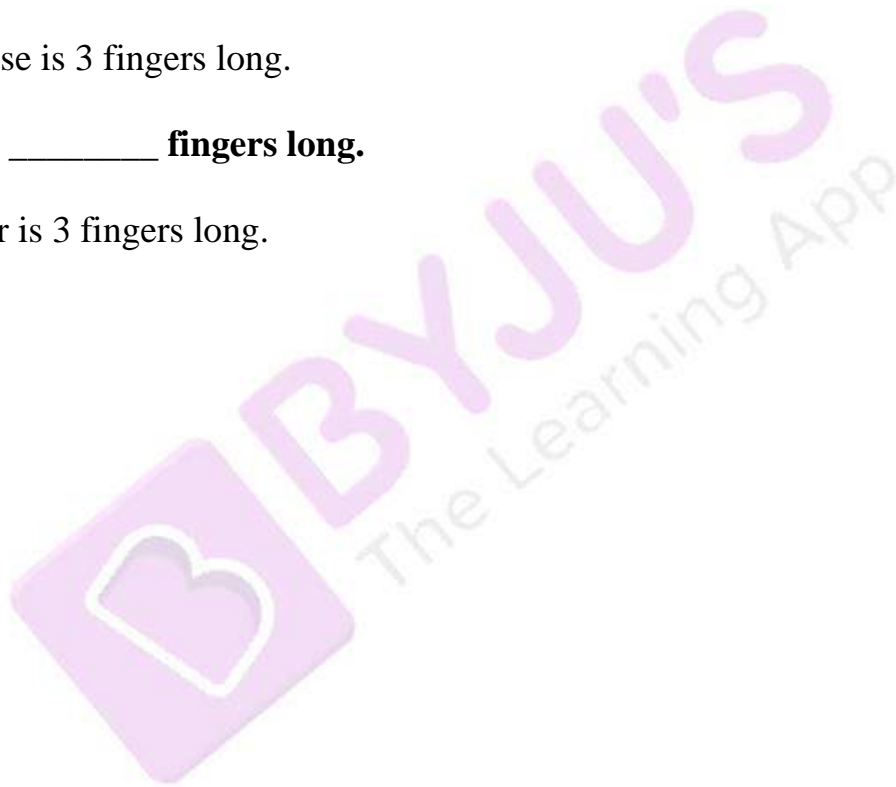 se is 3 fingers long.
________ fingers long.
r is 3 fingers long.
BYJU'S
The Learning App